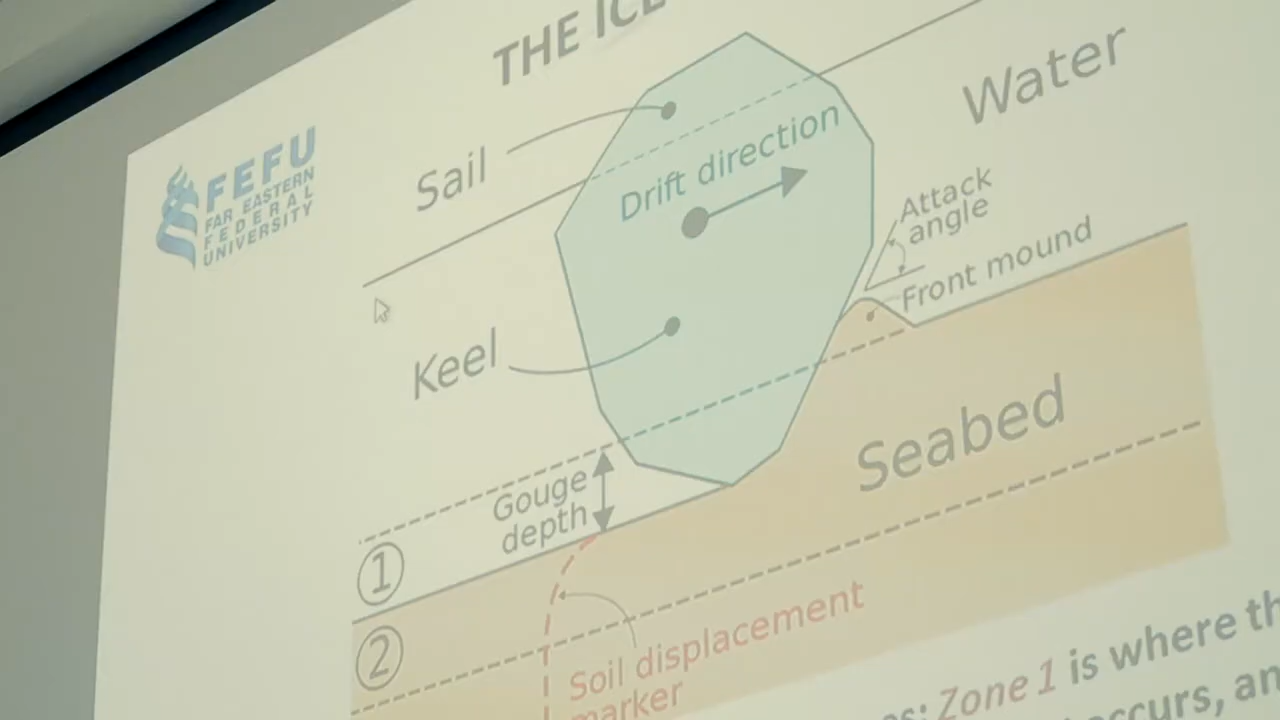 THE ICE
FEFU
FAR EASTERN
FEDERAL
UNIVERSITY
Sail
Water
Drift direction
Attack
angle
Front mound
Keel
Seabed
Gouge
depth
1
2
Soil displacement
marker
Zone 1 is where
occurs, an